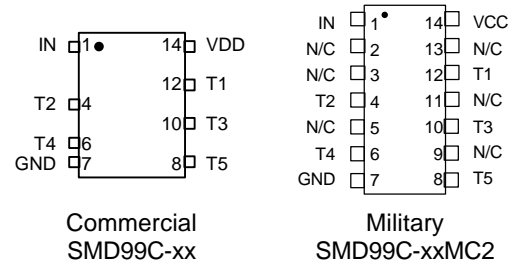 IN 1 14 VDD
12 T1
T2 4
10 T3
T4 6
GND 7 8 T5
Commercial
SMD99C-xx
IN 1 14 VCC
N/C 2 13 N/C
N/C 3 12 T1
T2 4 11 N/C
N/C 5 10 T3
T4 6 9 N/C
GND 7 8 T5
Military
SMD99C-xxMC2